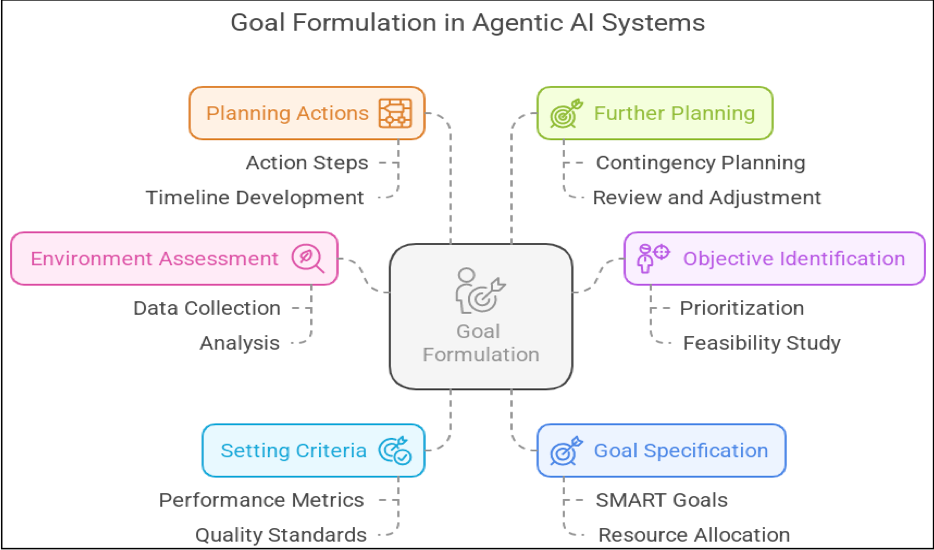 Goal Formulation in Agentic AI Systems
Planning Actions
Action Steps
Timeline Development
Further Planning
Contingency Planning
Review and Adjustment
Environment Assessment
Data Collection
Analysis
Goal
Formulation
Objective Identification
Prioritization
Feasibility Study
Setting Criteria
Performance Metrics
Quality Standards
Goal Specification
SMART Goals
Resource Allocation